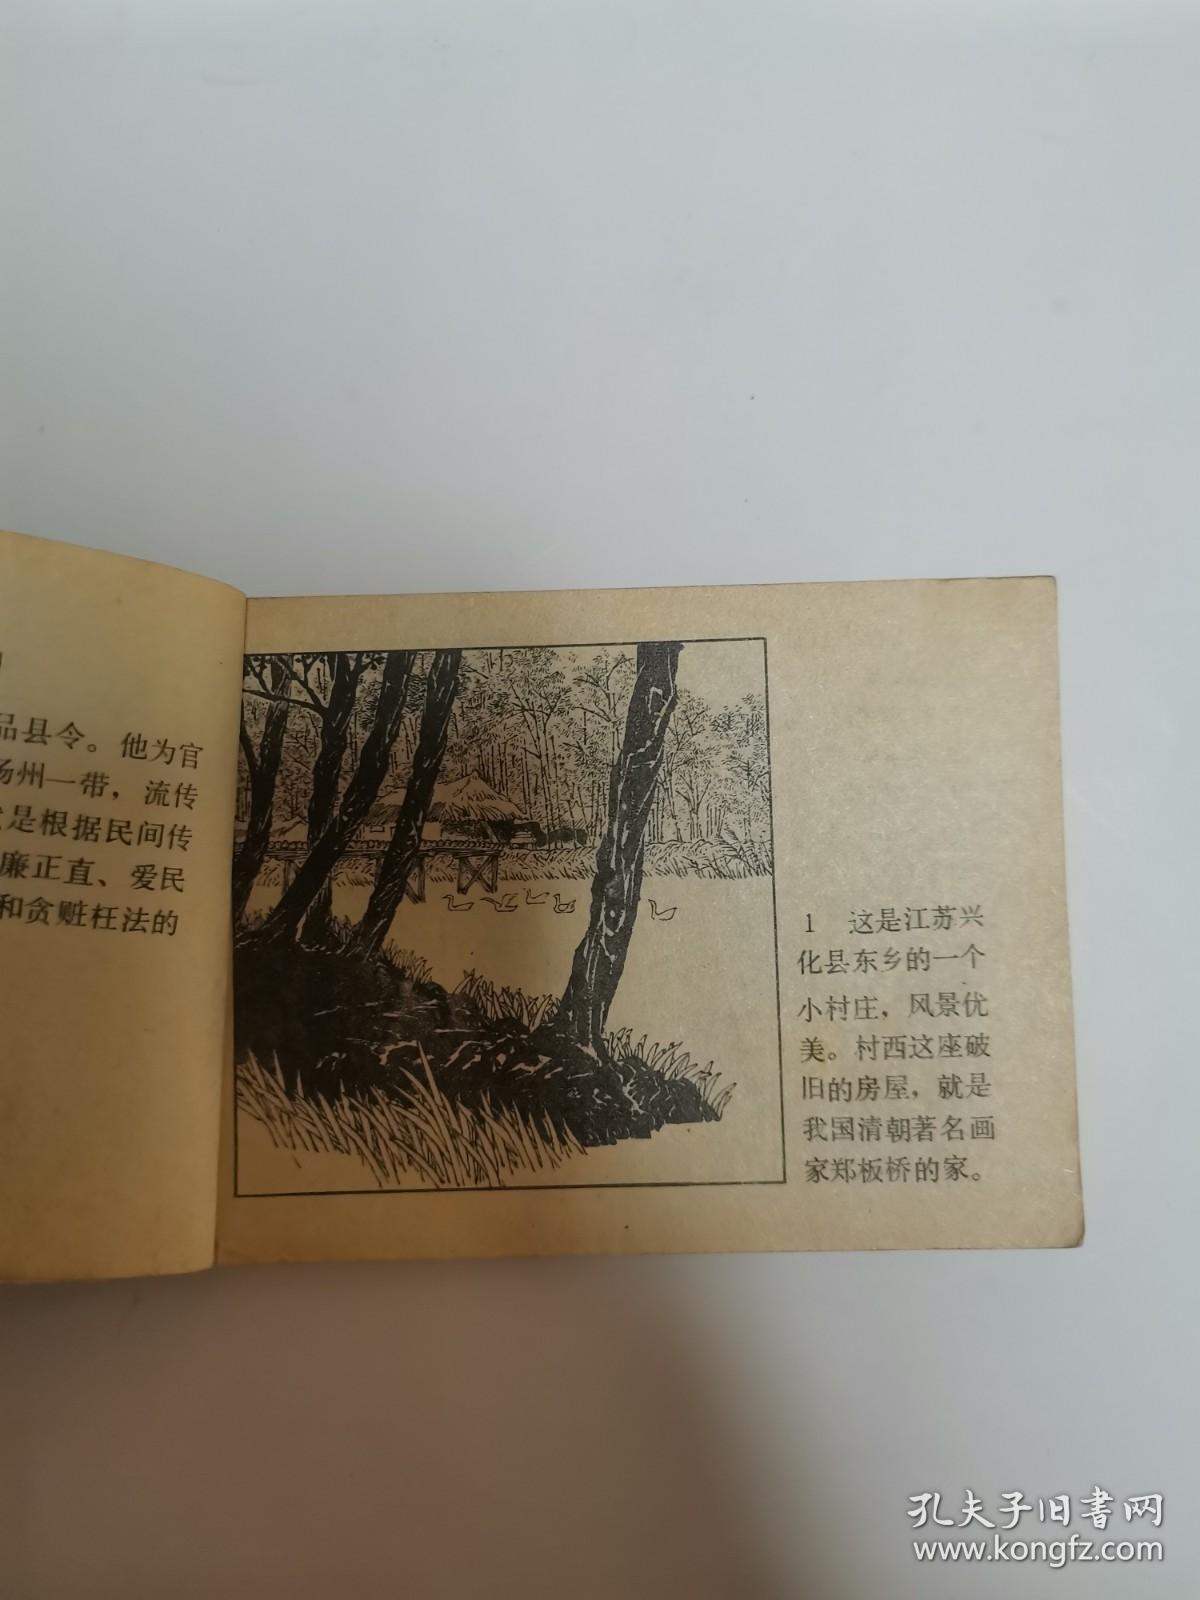 品县令。他为官
扬州一带，流传
是根据民间传
廉正直、爱民
和贪赃枉法的
1 这是江苏兴
化县东乡的一个
小村庄，风景优
美。村西这座破
旧的房屋，就是
我国清朝著名画
家郑板桥的家。
孔夫子旧书网
www.kongfz.com